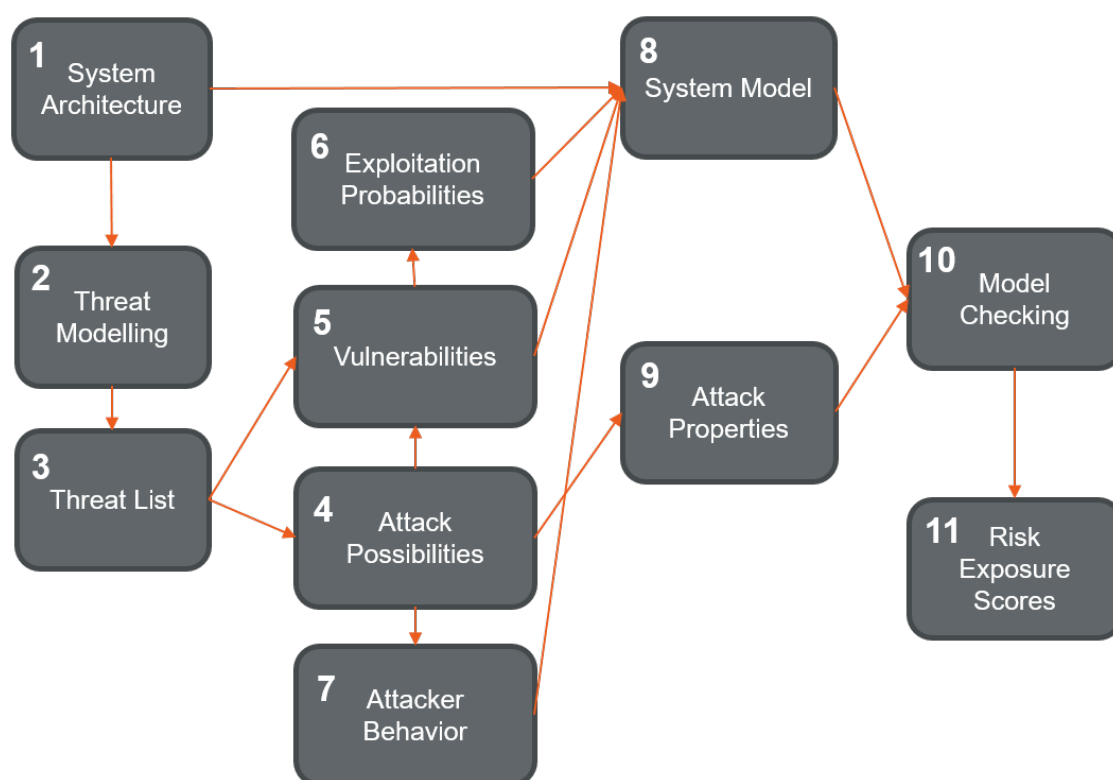 1
System
Architecture
2
Threat
Modelling
3
Threat List
4
Attack
Possibilities
5
Vulnerabilities
6
Exploitation
Probabilities
7
Attacker
Behavior
8
System Model
9
Attack
Properties
10
Model
Checking
11
Risk
Exposure
Scores